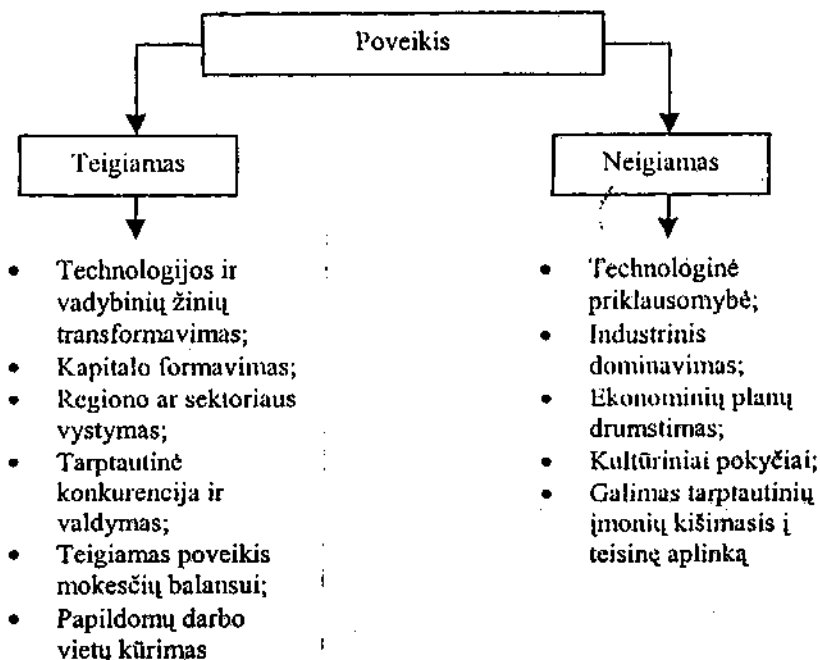 Poveikis
Teigiamas
Neigiamas
• Technologijos ir
vadybinių žinių
transformavimas;
• Kapitalo formavimas;
• Regiono ar sektoriaus
vystymas;
• Tarptautinė
konkurencija ir
valdymas;
• Teigiamas poveikis
mokesčių balansui;
• Papildomų darbo
vietų kūrimas
• Technologinė
priklausomybė;
• Industrinis
dominavimas;
• Ekonominių planų
drumstimas;
• Kultūriniai pokyčiai;
• Galimas tarptautinių
įmonių kišimasis į
teisinę aplinką